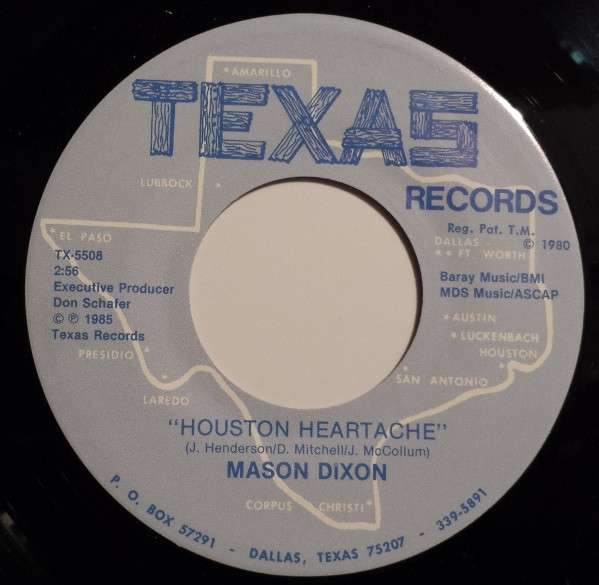 * AMARILLO
TEXAS
LUBBOCK *
RECORDS
Reg. Pat. T.M.
* EL PASO
DALLAS *
© 1980
** FT. WORTH
TX-5508
2:56
Executive Producer
Don Schafer
© ℗ 1985
Texas Records
Baray Music/BMI
MDS Music/ASCAP
* AUSTIN
* LUCKENBACH
HOUSTON *
PRESIDIO *
SAN ANTONIO *
LAREDO *
"HOUSTON HEARTACHE"
(J. Henderson/D. Mitchell/J. McCollum)
MASON DIXON
CORPUS CHRISTI *
P. O. BOX 57291 - DALLAS, TEXAS 75207 - 339-5891